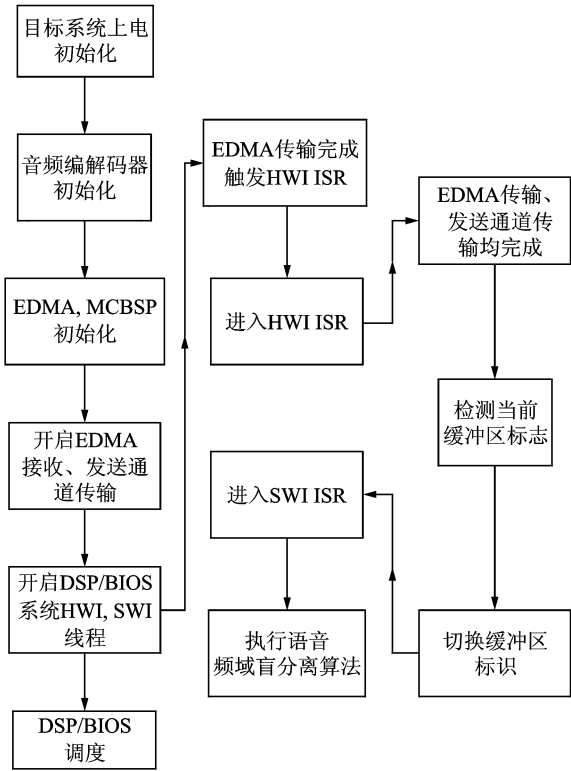 目标系统上电
初始化
音频编解码器
初始化
EDMA, MCBSP
初始化
开启EDMA
接收、发送通
道传输
开启DSP/BIOS
系统HWI, SWI
线程
DSP/BIOS
调度
EDMA传输完成
触发HWI ISR
进入HWI ISR
EDMA传输、
发送通道传
输均完成
检测当前
缓冲区标志
切换缓冲区
标识
进入SWI ISR
执行语音
频域盲分离算法